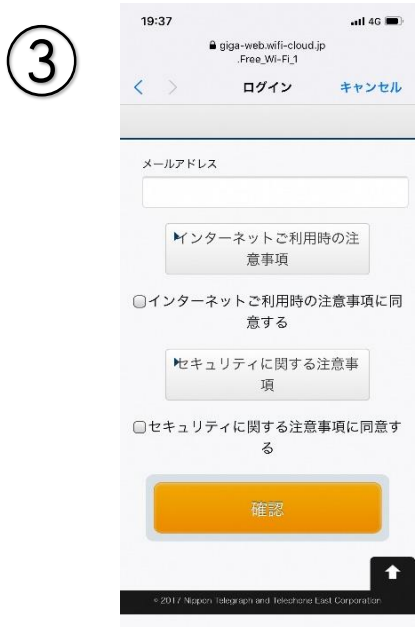 ③
19:37
4G
giga-web.wifi-cloud.jp
.Free_Wi-Fi_1
ログイン
キャンセル
メールアドレス
インターネットご利用時の注
意事項
インターネットご利用時の注意事項に同
意する
セキュリティに関する注意事
項
セキュリティに関する注意事項に同意す
る
確認
© 2017 Nippon Telegraph and Telephone East Corporation